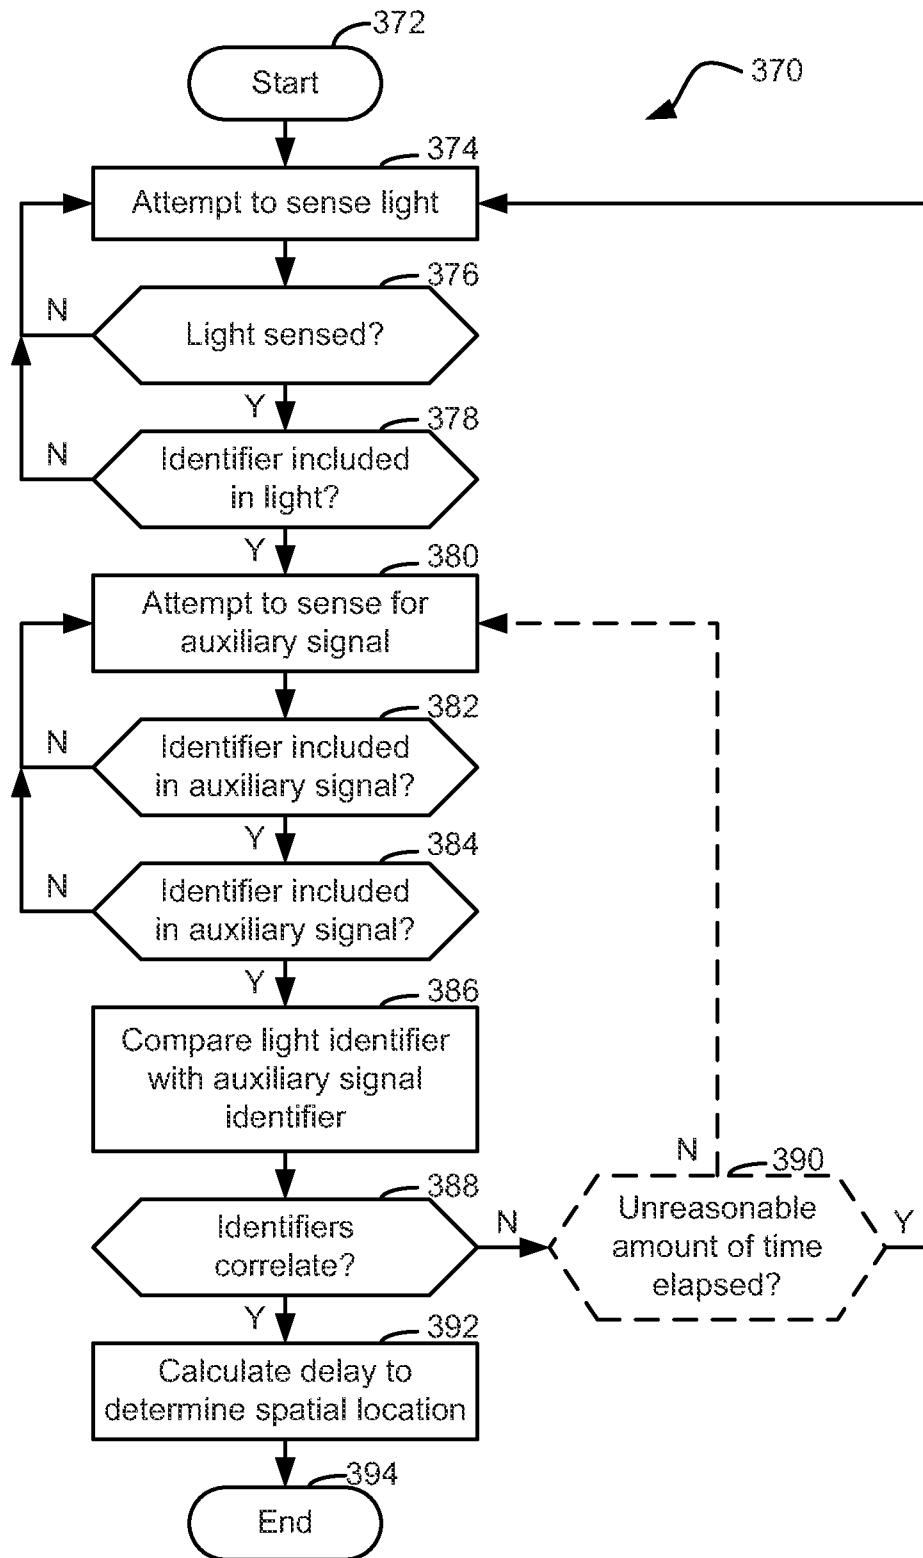 372
Start
370
374
Attempt to sense light
376
N
Light sensed?
Y
378
N
Identifier included
in light?
Y
380
Attempt to sense for
auxiliary signal
382
N
Identifier included
in auxiliary signal?
Y
384
N
Identifier included
in auxiliary signal?
Y
386
Compare light identifier
with auxiliary signal
identifier
388
Identifiers
correlate?
N
N
390
Unreasonable
amount of time
elapsed?
Y
Y
392
Calculate delay to
determine spatial location
394
End